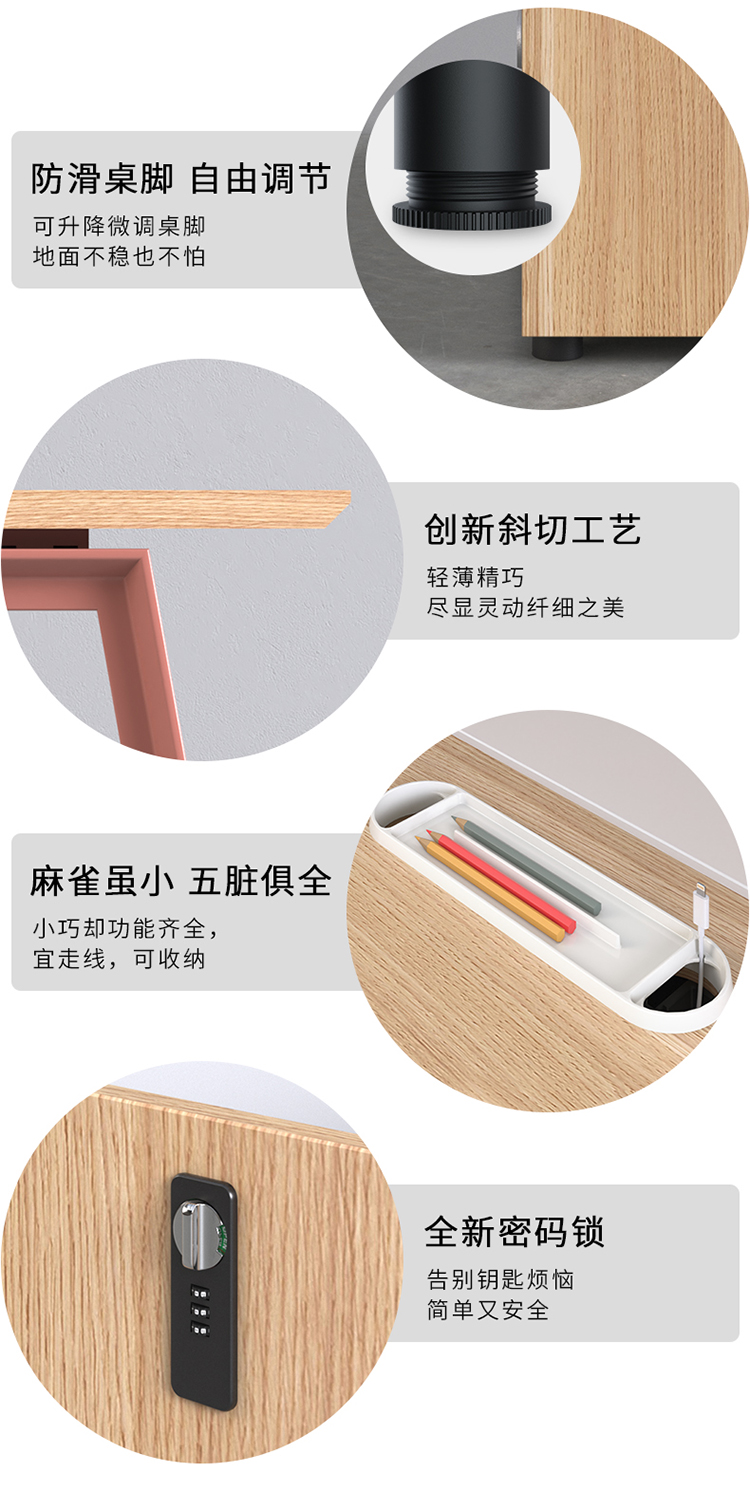 防滑桌脚 自由调节
可升降微调桌脚
地面不稳也不怕
创新斜切工艺
轻薄精巧
尽显灵动纤细之美
麻雀虽小 五脏俱全
小巧却功能齐全，
宜走线，可收纳
全新密码锁
告别钥匙烦恼
简单又安全